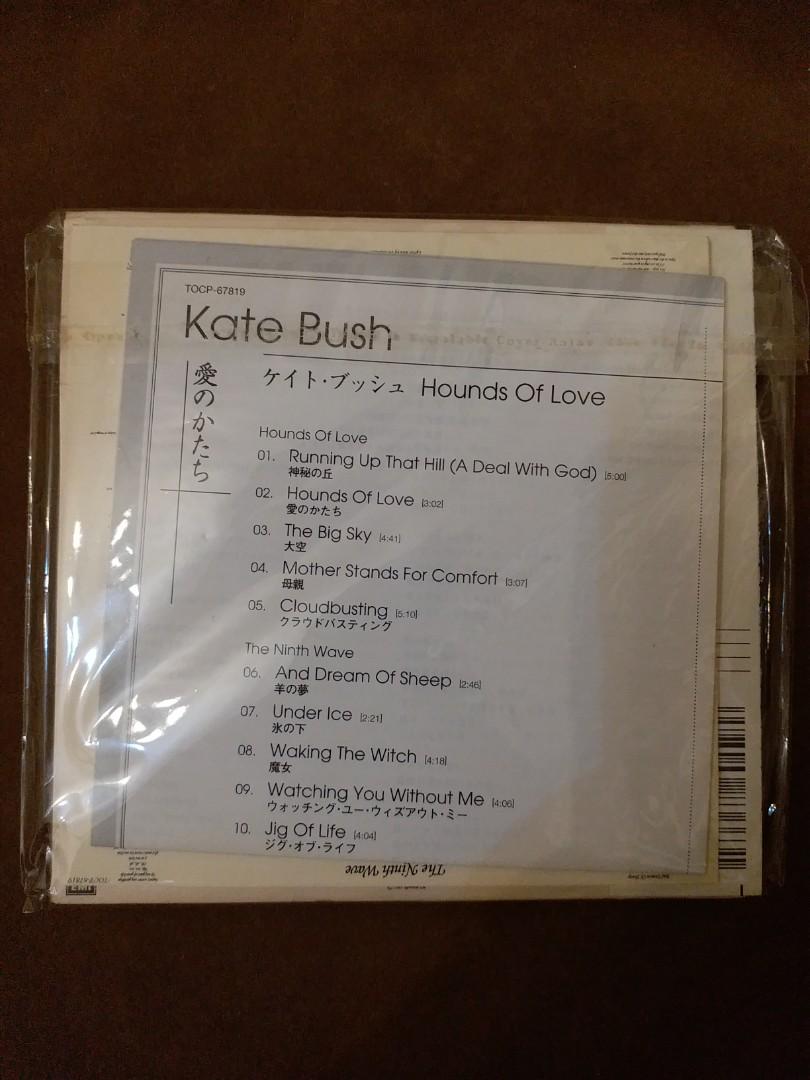 TOCP-67819
Kate Bush
愛のかたち
ケイト・ブッシュ Hounds Of Love
Hounds Of Love
01. Running Up That Hill (A Deal With God) [5:00]
神秘の丘
02. Hounds Of Love [3:02]
愛のかたち
03. The Big Sky [4:41]
大空
04. Mother Stands For Comfort [3:07]
母親
05. Cloudbusting [5:10]
クラウドバスティング
The Ninth Wave
06. And Dream Of Sheep [2:46]
羊の夢
07. Under Ice [2:21]
氷の下
08. Waking The Witch [4:18]
魔女
09. Watching You Without Me [4:06]
ウォッチング・ユー・ウィズアウト・ミー
10. Jig Of Life [4:04]
ジグ・オブ・ライフ
The Ninth Wave
TOCP-67819
EMI